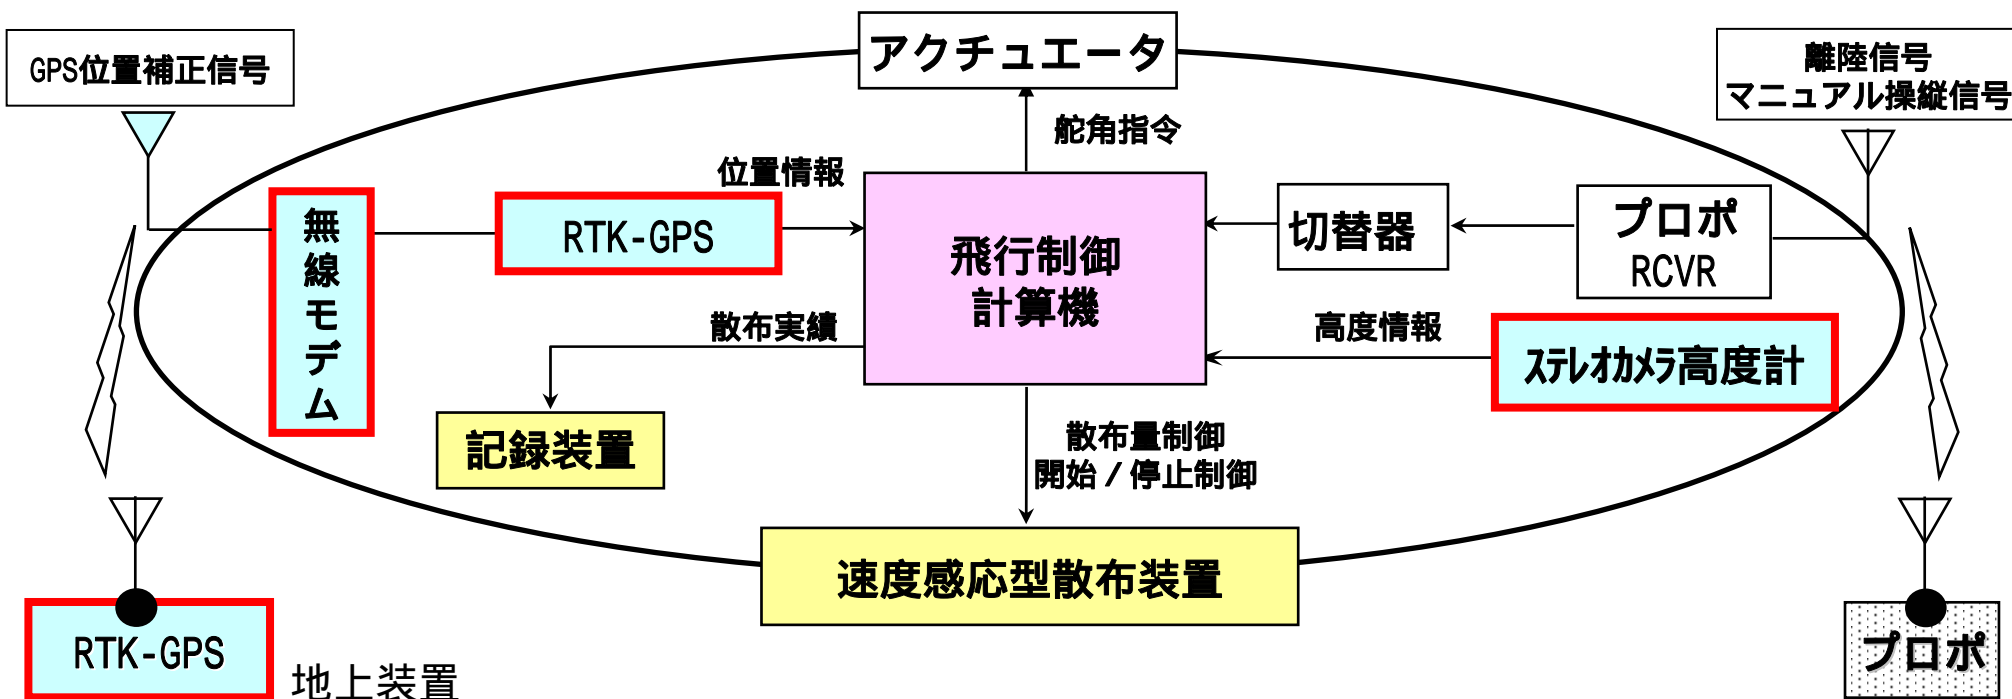 アクチュエータ
GPS位置補正信号
離陸信号
マニュアル操縦信号
舵角指令
位置情報
無線モデム
RTK-GPS
飛行制御
計算機
切替器
プロポ
RCVR
散布実績
高度情報
ｽﾃﾚｵｶﾒﾗ高度計
記録装置
散布量制御
開始/停止制御
速度感応型散布装置
RTK-GPS
地上装置
プロポ